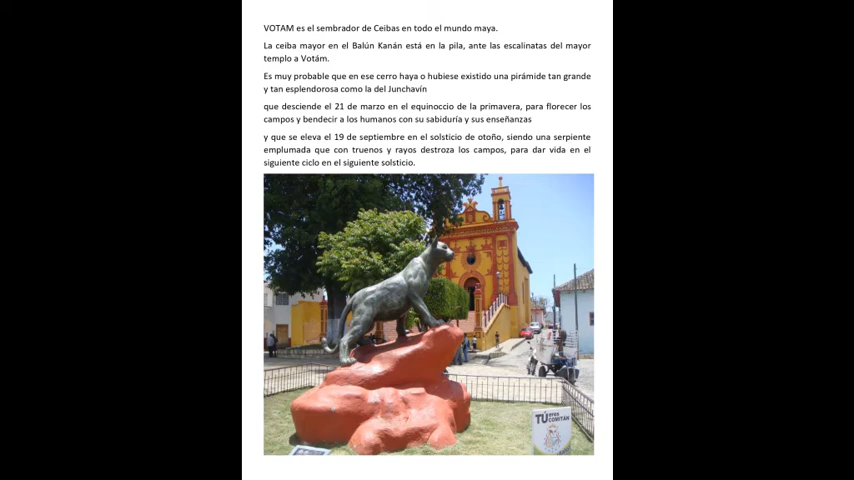 VOTAM es el sembrador de Ceibas en todo el mundo maya.
La ceiba mayor en el Balún Kanán está en la pila, ante las escalinatas del mayor
templo a Votám.
Es muy probable que en ese cerro haya o hubiese existido una pirámide tan grande
y tan esplendorosa como la del Junchavín
que desciende el 21 de marzo en el equinoccio de la primavera, para florecer los
campos y bendecir a los humanos con su sabiduría y sus enseñanzas
y que se eleva el 19 de septiembre en el solsticio de otoño, siendo una serpiente
emplumada que con truenos y rayos destroza los campos, para dar vida en el
siguiente ciclo en el siguiente solsticio.
TÚ eres
COMITÁN